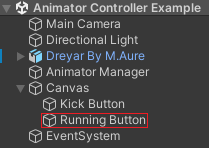 Animator Controller Example
Main Camera
Directional Light
Dreyar By M.Aure
Animator Manager
Canvas
Kick Button
Running Button
EventSystem